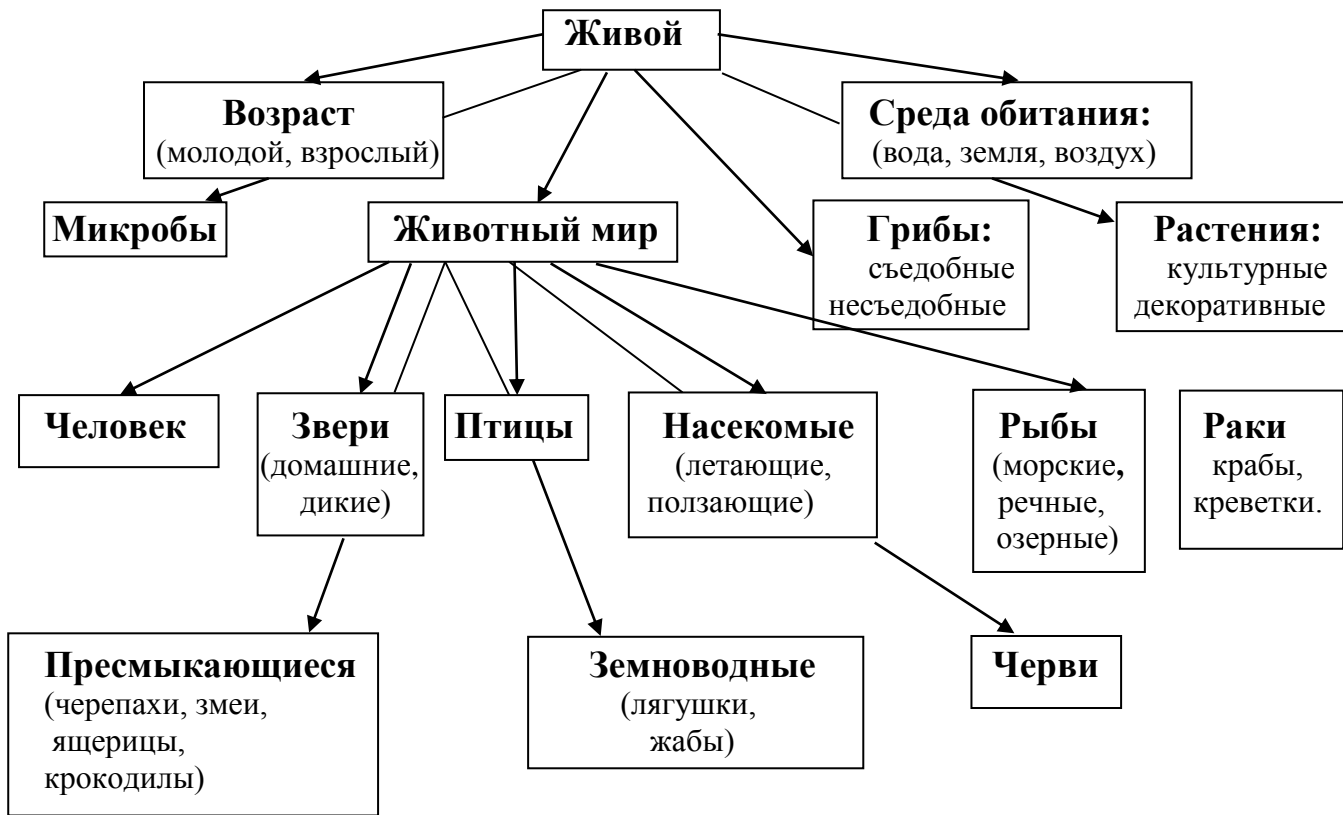 Живой
Возраст
(молодой, взрослый)
Среда обитания:
(вода, земля, воздух)
Микробы
Животный мир
Грибы:
съедобные
несъедобные
Растения:
культурные
декоративные
Человек
Звери
(домашние,
дикие)
Птицы
Насекомые
(летающие,
ползающие)
Рыбы
(морские,
речные,
озерные)
Раки
крабы,
креветки.
Пресмыкающиеся
(черепахи, змеи,
ящерицы,
крокодилы)
Земноводные
(лягушки,
жабы)
Черви